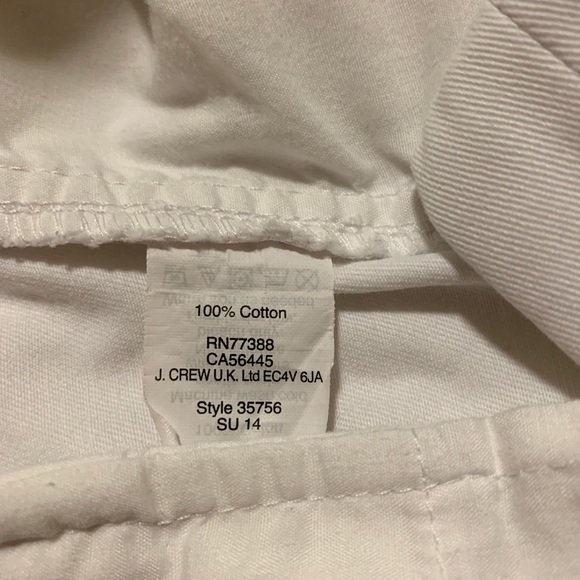 100% Cotton
RN77388
CA56445
J. CREW U.K. Ltd EC4V 6JA
Style 35756
SU 14